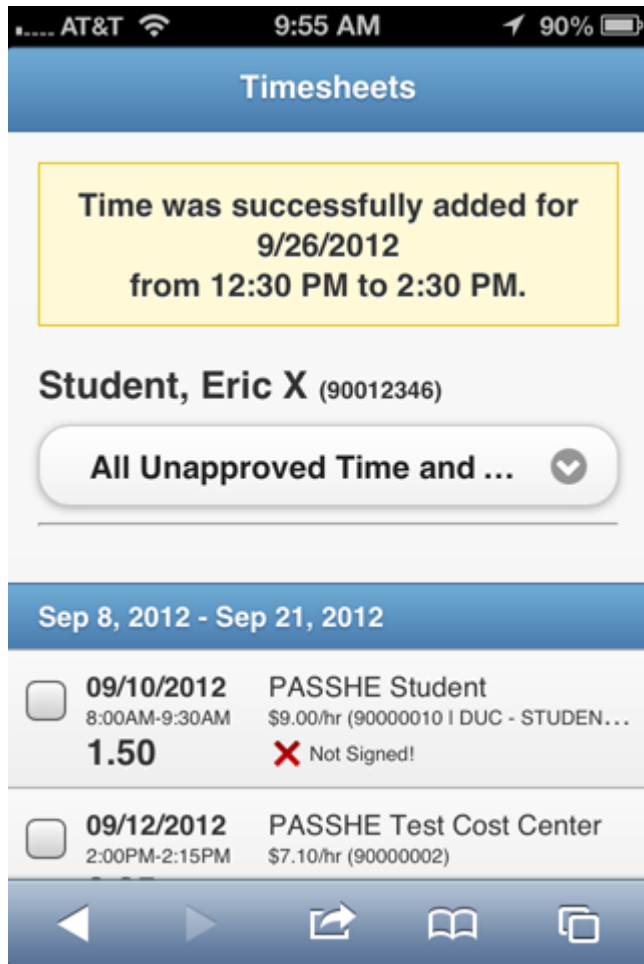 AT&T 9:55 AM 90%
Timesheets
Time was successfully added for
9/26/2012
from 12:30 PM to 2:30 PM.
Student, Eric X (90012346)
All Unapproved Time and ...
Sep 8, 2012 - Sep 21, 2012
09/10/2012 PASSHE Student
8:00AM-9:30AM $9.00/hr (90000010 | DUC - STUDEN...
1.50 Not Signed!
09/12/2012 PASSHE Test Cost Center
2:00PM-2:15PM $7.10/hr (90000002)